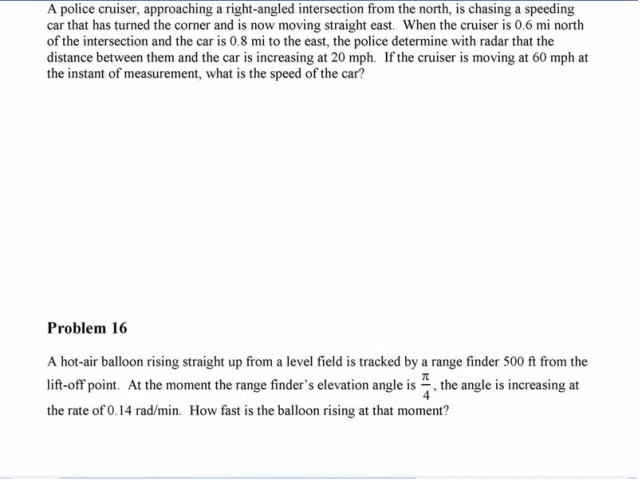 A police cruiser, approaching a right-angled intersection from the north, is chasing a speeding
car that has turned the corner and is now moving straight east.  When the cruiser is 0.6 mi north
of the intersection and the car is 0.8 mi to the east, the police determine with radar that the
distance between them and the car is increasing at 20 mph.  If the cruiser is moving at 60 mph at
the instant of measurement, what is the speed of the car?
Problem 16
A hot-air balloon rising straight up from a level field is tracked by a range finder 500 ft from the
lift-off point.  At the moment the range finder's elevation angle is π/4, the angle is increasing at
the rate of 0.14 rad/min.  How fast is the balloon rising at that moment?